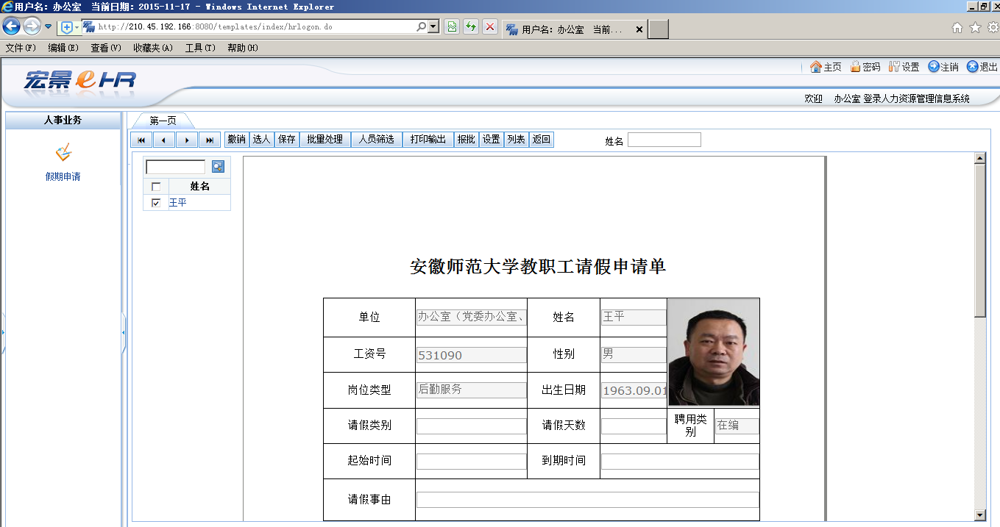 用户名: 办公室 当前日期: 2015-11-17 - Windows Internet Explorer
http://210.45.192.166:8080/templates/index/hrlogon.do 用户名: 办公室 当前...
文件(F) 编辑(E) 查看(V) 收藏夹(A) 工具(T) 帮助(H)
宏景eHR
主页 密码 设置 注销 退出
欢迎 办公室 登录人力资源管理信息系统
人事业务
假期申请
第一页
撤销 选人 保存 批量处理 人员筛选 打印输出 报批 设置 列表 返回 姓名
姓名
王平
安徽师范大学教职工请假申请单
单位 办公室（党委办公室、 姓名 王平
工资号 531090 性别 男
岗位类型 后勤服务 出生日期 1963.09.01
请假类别 请假天数 聘用类别 在编
起始时间 到期时间
请假事由